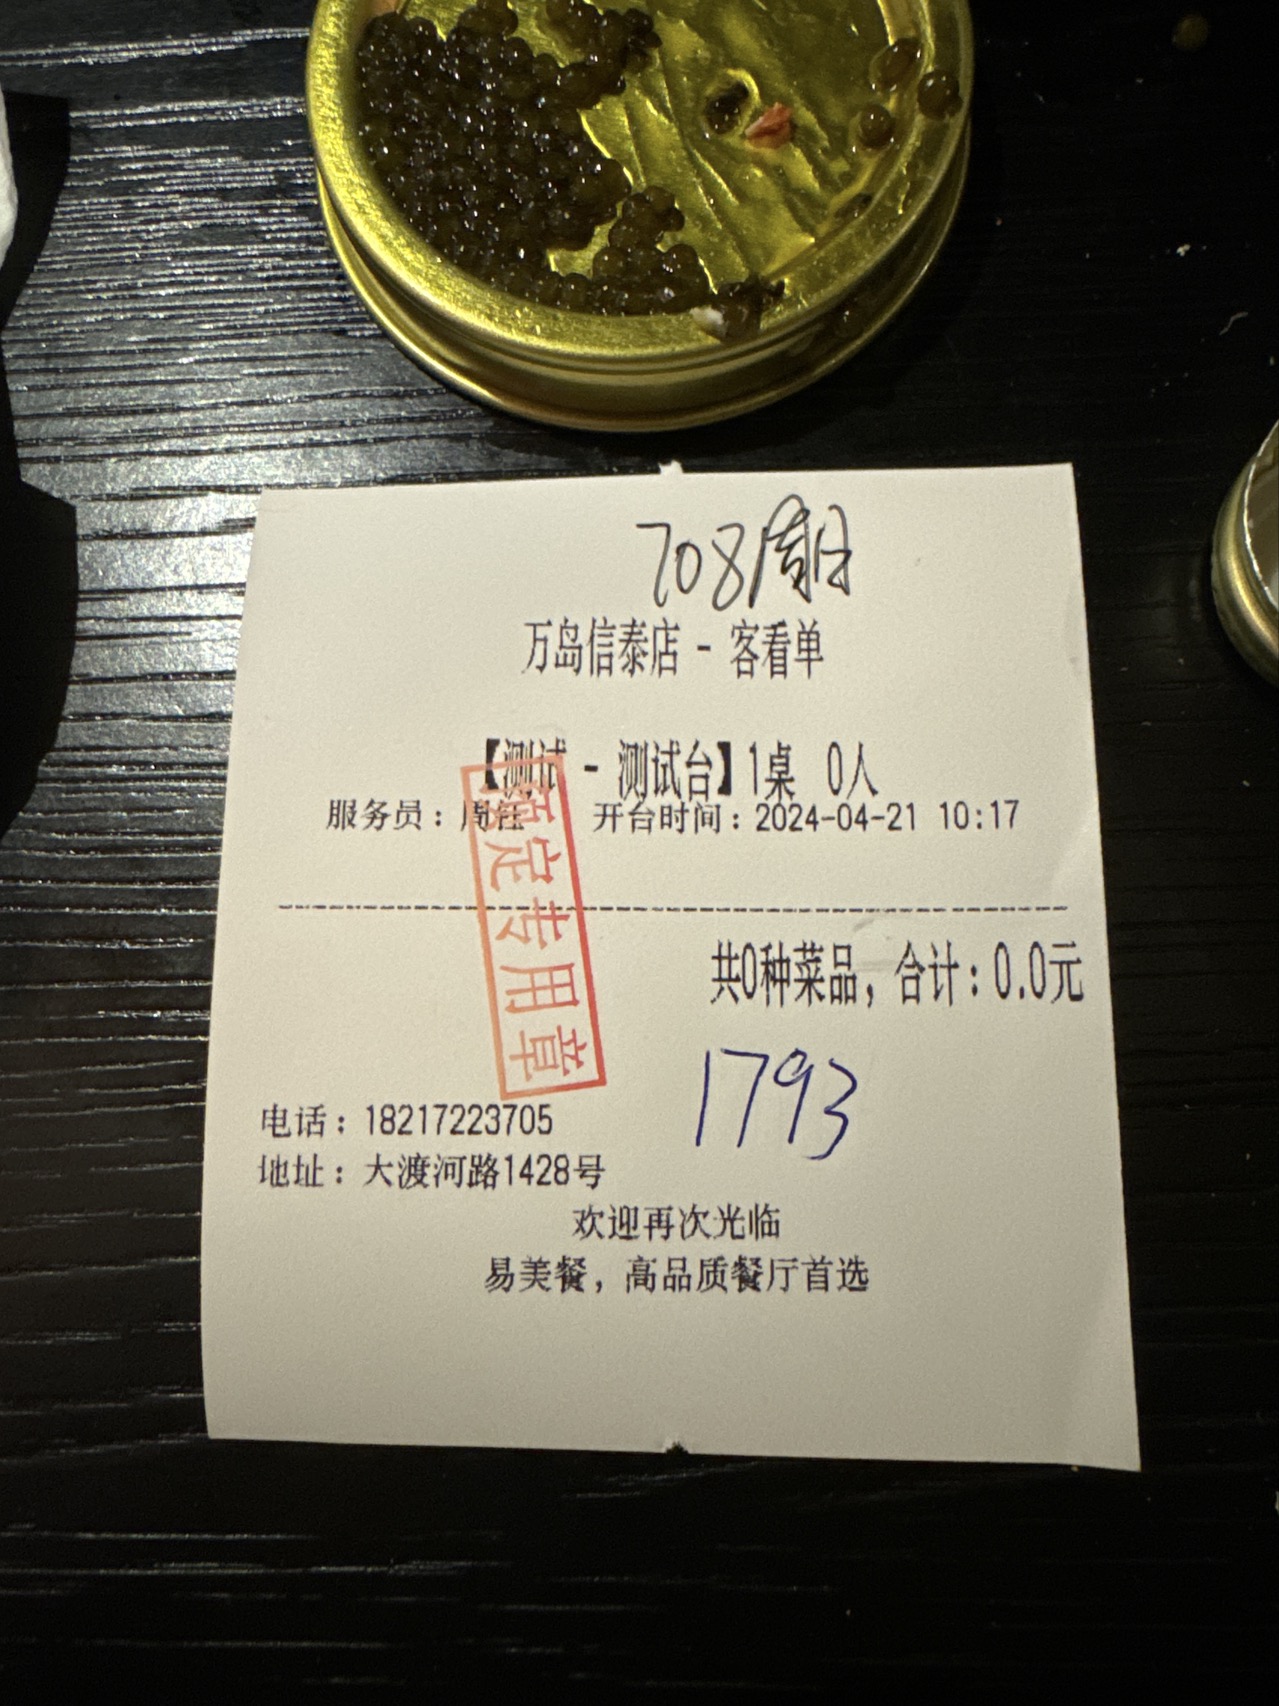 708周日
万岛信泰店 - 客看单
【测试 - 测试台】1桌 0人
服务员：周钰 开台时间：2024-04-21 10:17
预定专用章
共0种菜品，合计：0.0元
1793
电话：18217223705
地址：大渡河路1428号
欢迎再次光临
易美餐，高品质餐厅首选